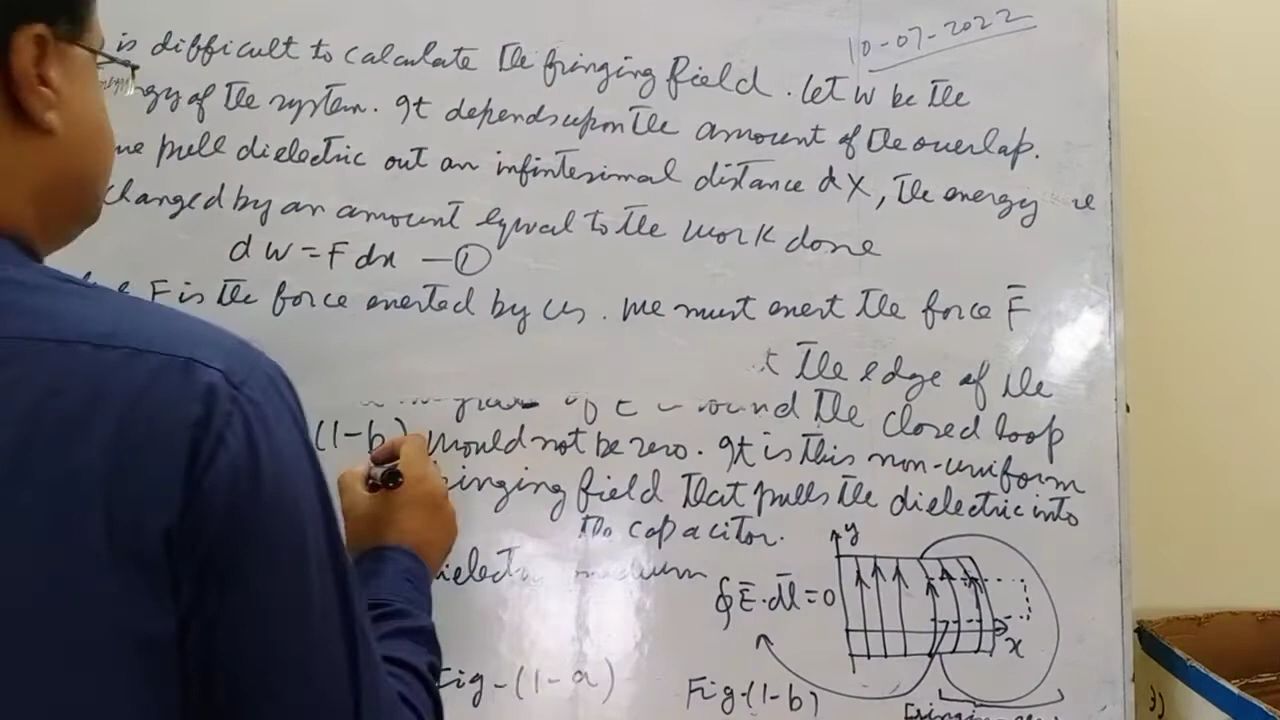 10-07-2022
is difficult to calculate the fringing field. Let W be the
of the system. It depends upon the amount of the overlap.
we pull dielectric out an infintesimal distance dX, the energy
changed by an amount equal to the work done
dW = F dx — ①
F is the force exerted by us. We must exert the force F̄
the edge of the
the closed loop
(1-b) would not be zero. It is this non-uniform
field that pulls the dielectric into
the capacitor.
medium
y
∮Ē·dl̄=0
x
Fig-(1-a)
Fig-(1-b)